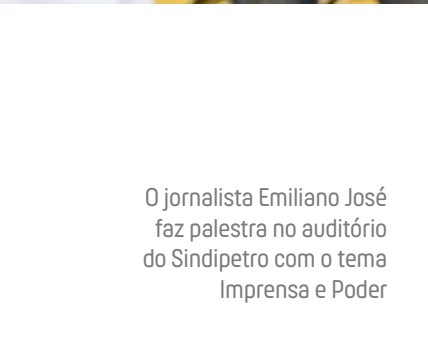 O jornalista Emiliano José
faz palestra no auditório
do Sindipetro com o tema
Imprensa e Poder